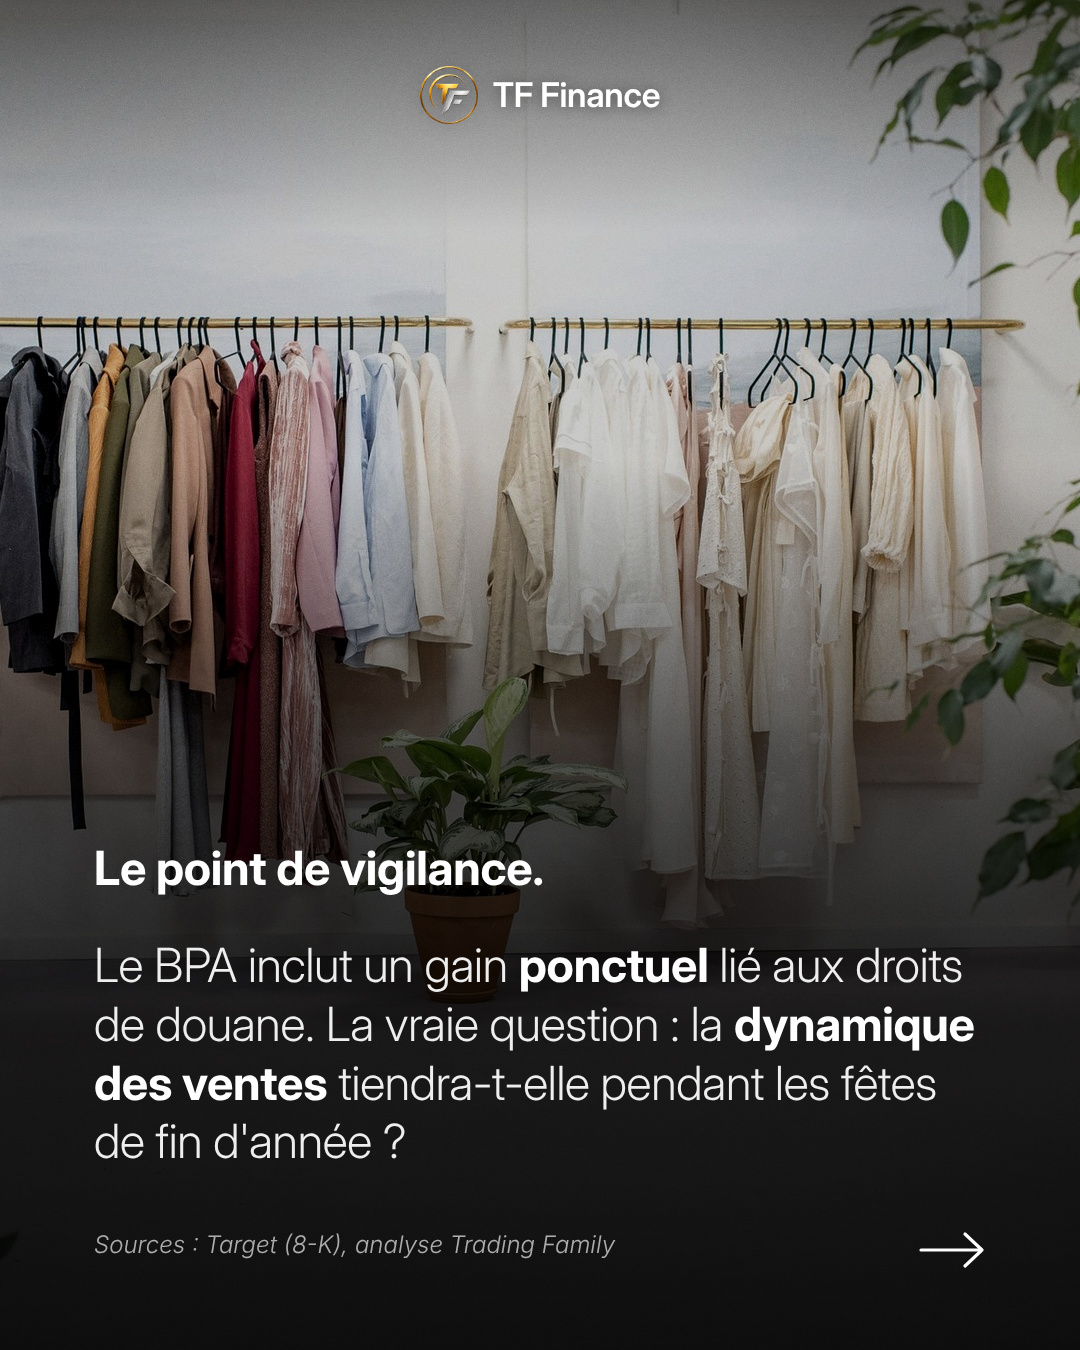 TF Finance
Le point de vigilance.
Le BPA inclut un gain ponctuel lié aux droits
de douane. La vraie question : la dynamique
des ventes tiendra-t-elle pendant les fêtes
de fin d'année ?
Sources : Target (8-K), analyse Trading Family